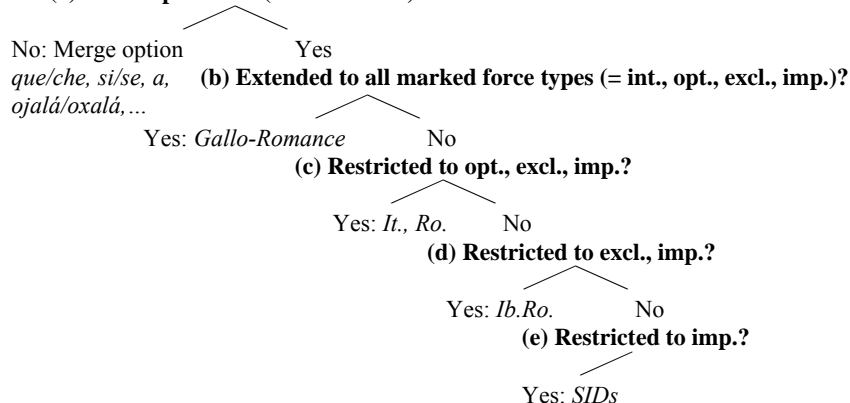 No: Merge option Yes
que/che, si/se, a, (b) Extended to all marked force types (= int., opt., excl., imp.)?
ojalá/oxalá,…
Yes: Gallo-Romance No
(c) Restricted to opt., excl., imp.?
Yes: It., Ro. No
(d) Restricted to excl., imp.?
Yes: Ib.Ro. No
(e) Restricted to imp.?
Yes: SIDs